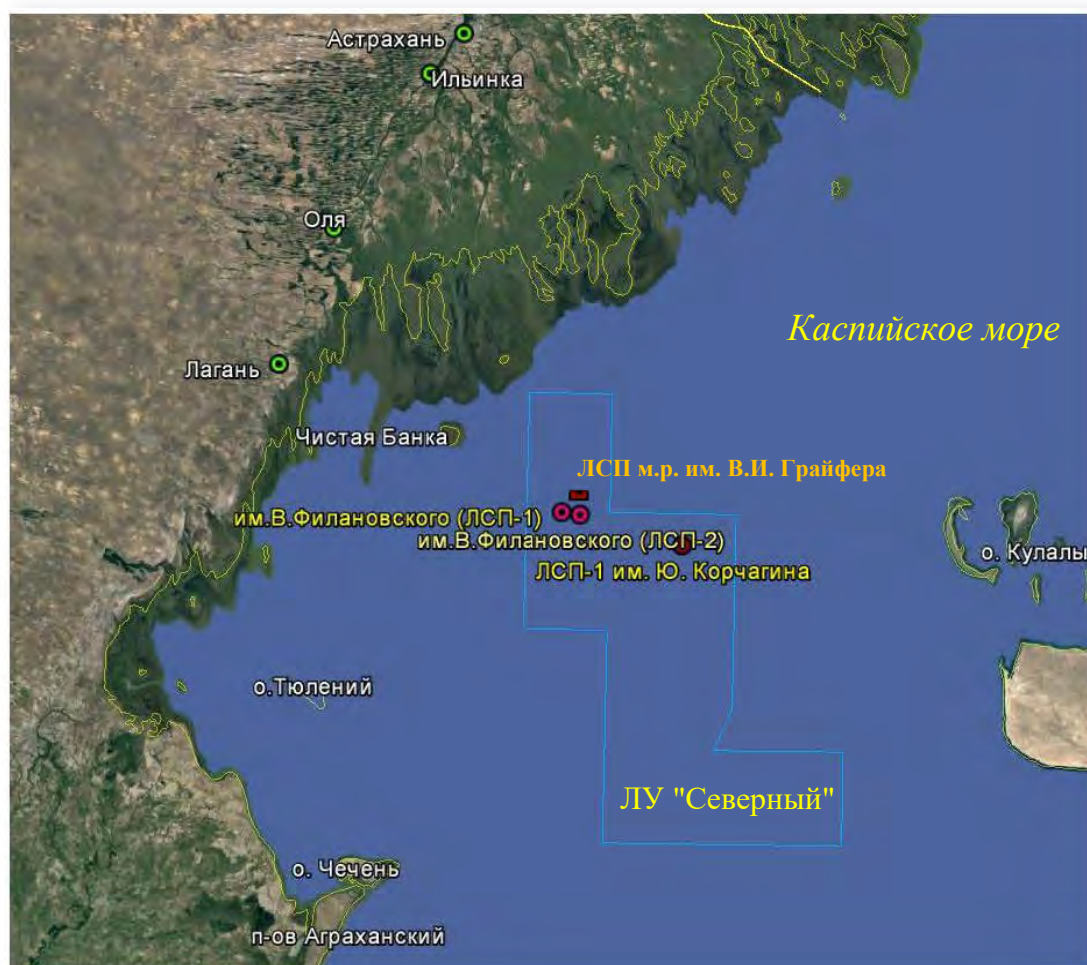 Астрахань
Ильинка
Оля
Каспийское море
Лагань
Чистая Банка
ЛСП м.р. им. В.И. Грайфера
им.В.Филановского (ЛСП-1)
им.В.Филановского (ЛСП-2)
о. Кулалы
ЛСП-1 им. Ю. Корчагина
о.Тюлений
ЛУ "Северный"
о. Чечень
п-ов Аграханский